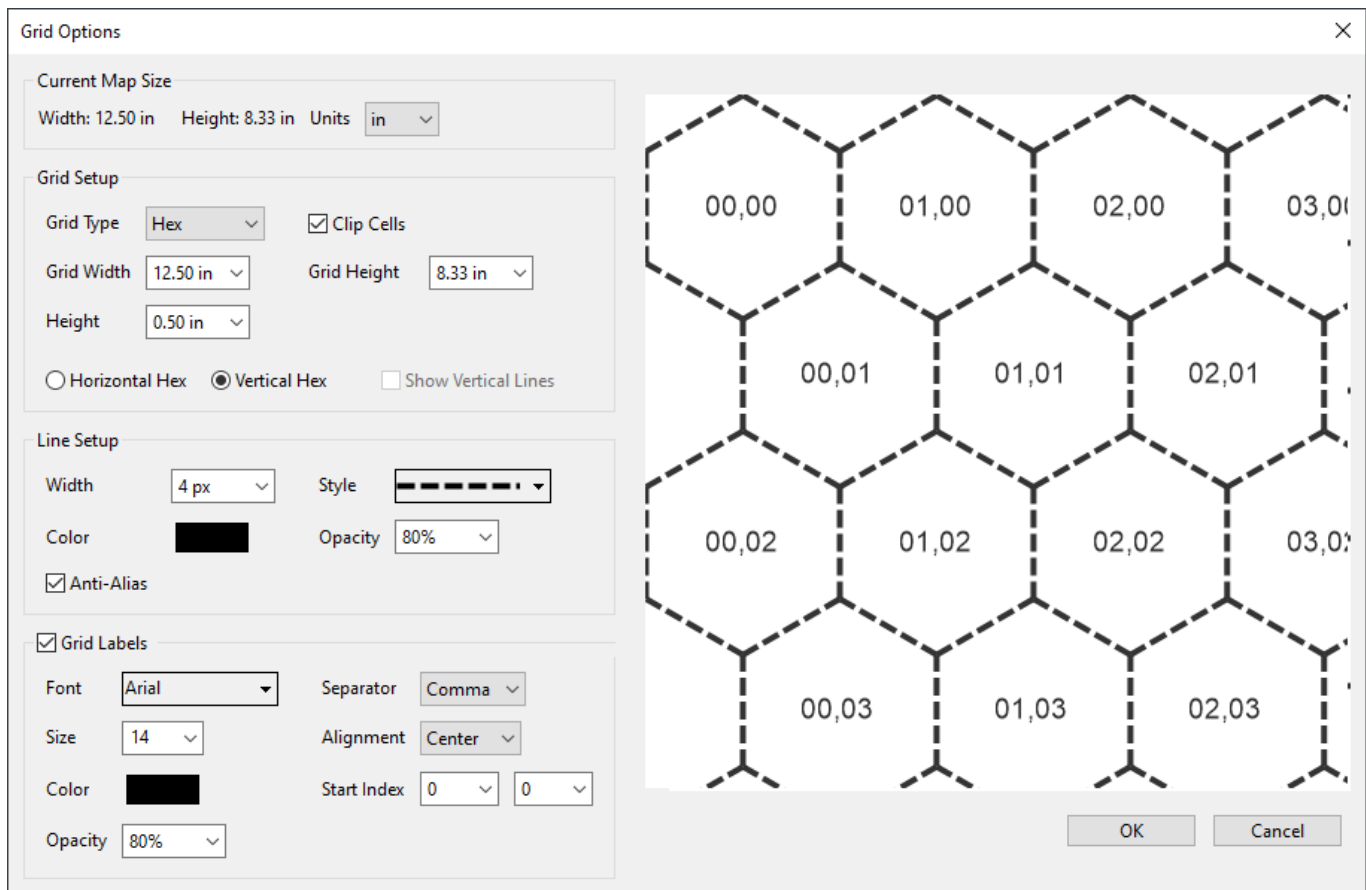 Grid Options
Current Map Size
Width: 12.50 in Height: 8.33 in Units in
Grid Setup
Grid Type Hex Clip Cells
Grid Width 12.50 in Grid Height 8.33 in
Height 0.50 in
Horizontal Hex Vertical Hex Show Vertical Lines
Line Setup
Width 4 px Style
Color Opacity 80%
Anti-Alias
Grid Labels
Font Arial Separator Comma
Size 14 Alignment Center
Color Start Index 0 0
Opacity 80%
00,00 01,00 02,00 03,00
00,01 01,01 02,01
00,02 01,02 02,02 03,02
00,03 01,03 02,03
OK Cancel